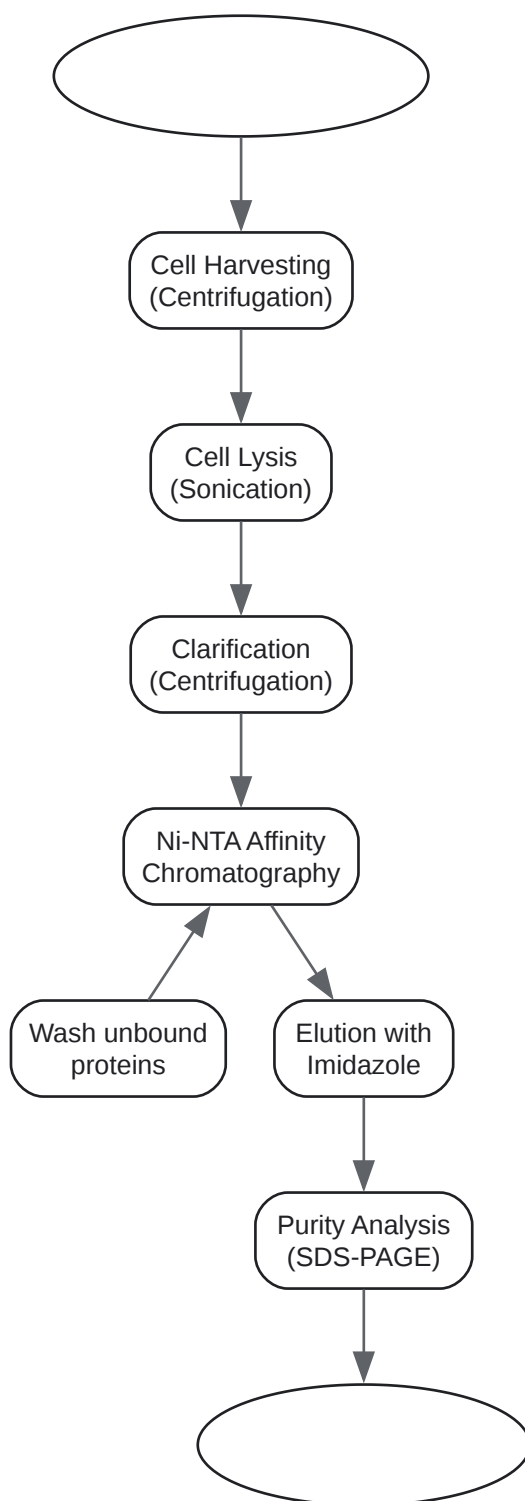 Cell Harvesting
(Centrifugation)
Cell Lysis
(Sonication)
Clarification
(Centrifugation)
Ni-NTA Affinity
Chromatography
Wash unbound
proteins
Elution with
Imidazole
Purity Analysis
(SDS-PAGE)